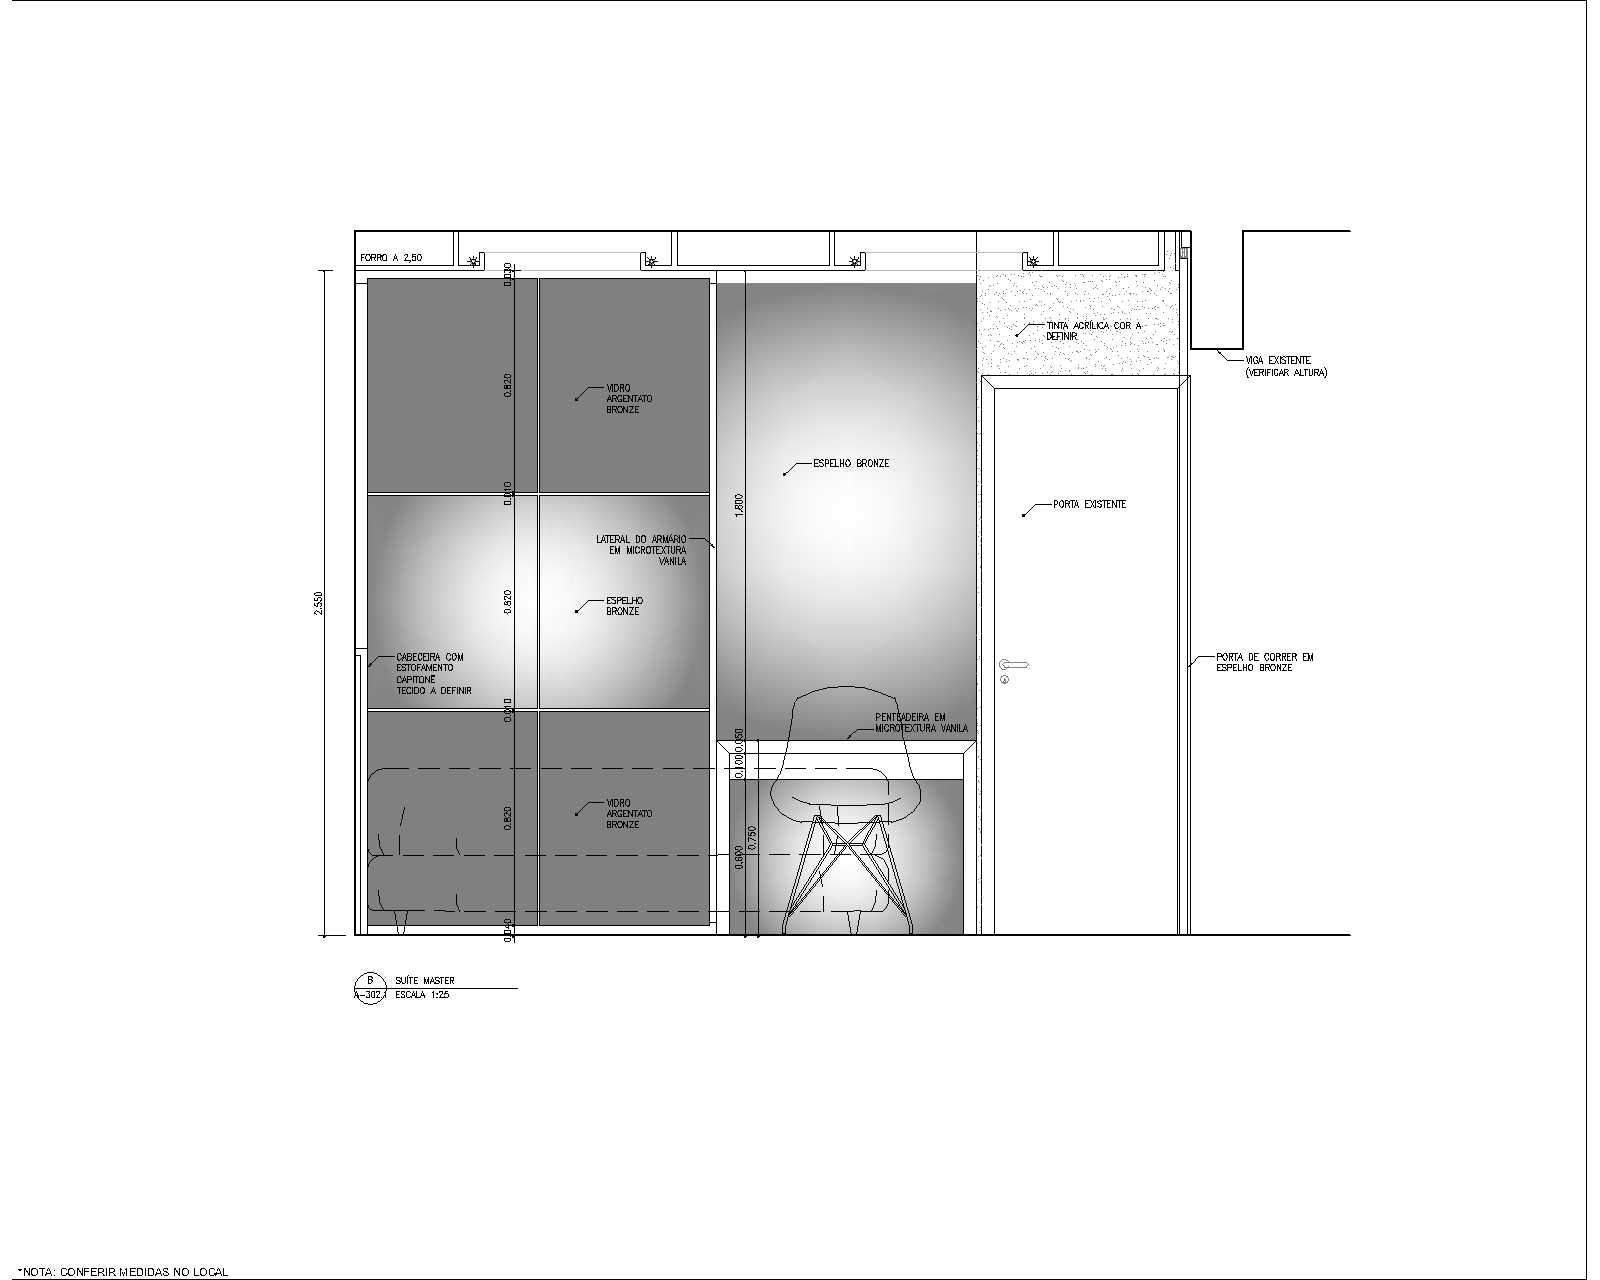 FORRO A 2,50
0.030
TINTA ACRÍLICA COR A
DEFINIR
VIGA EXISTENTE
(VERIFICAR ALTURA)
0.820
VIDRO
ARGENTATO
BRONZE
ESPELHO BRONZE
0.010
1.800
PORTA EXISTENTE
LATERAL DO ARMÁRIO
EM MICROTEXTURA
VANILA
2.550
0.820
ESPELHO
BRONZE
CABECEIRA COM
ESTOFAMENTO
CAPITONÊ
TECIDO A DEFINIR
PORTA DE CORRER EM
ESPELHO BRONZE
0.010
PENTEADEIRA EM
MICROTEXTURA VANILA
0.050
0.100
VIDRO
ARGENTATO
BRONZE
0.820
0.750
0.600
0.040
B
SUÍTE MASTER
A-302.1
ESCALA 1:25
*NOTA: CONFERIR MEDIDAS NO LOCAL